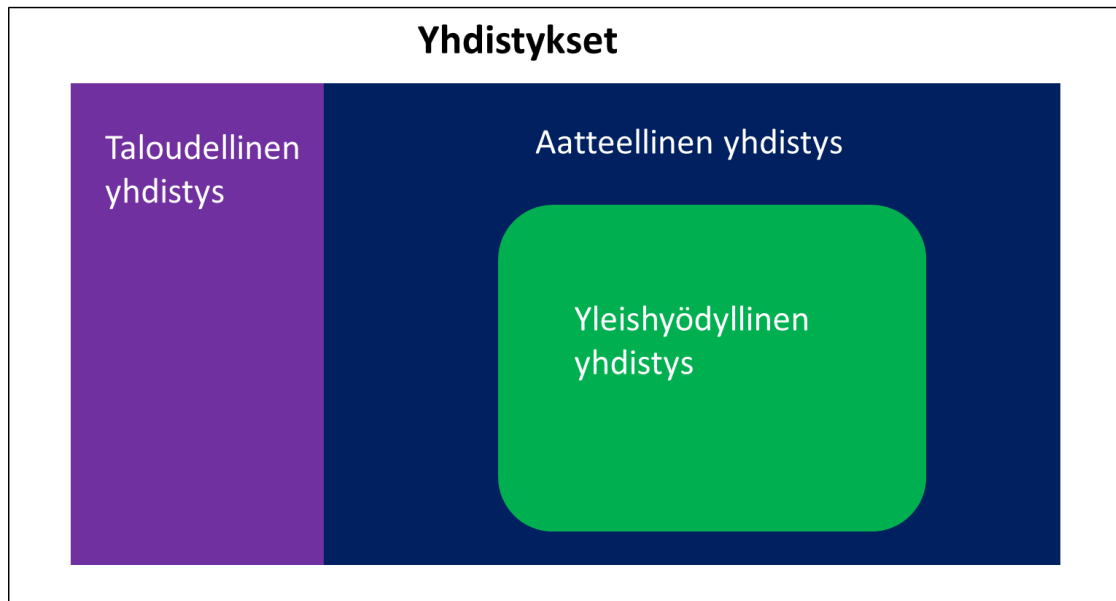 Yhdistykset
Taloudellinen
yhdistys
Aatteellinen yhdistys
Yleishyödyllinen
yhdistys